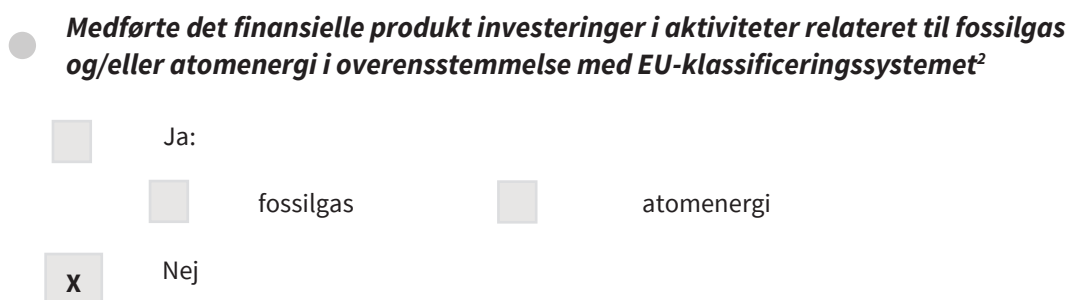 Medførte det finansielle produkt investeringer i aktiviteter relateret til fossilgas
og/eller atomenergi i overensstemmelse med EU-klassificeringssystemet²
Ja:
fossilgas atomenergi
X Nej